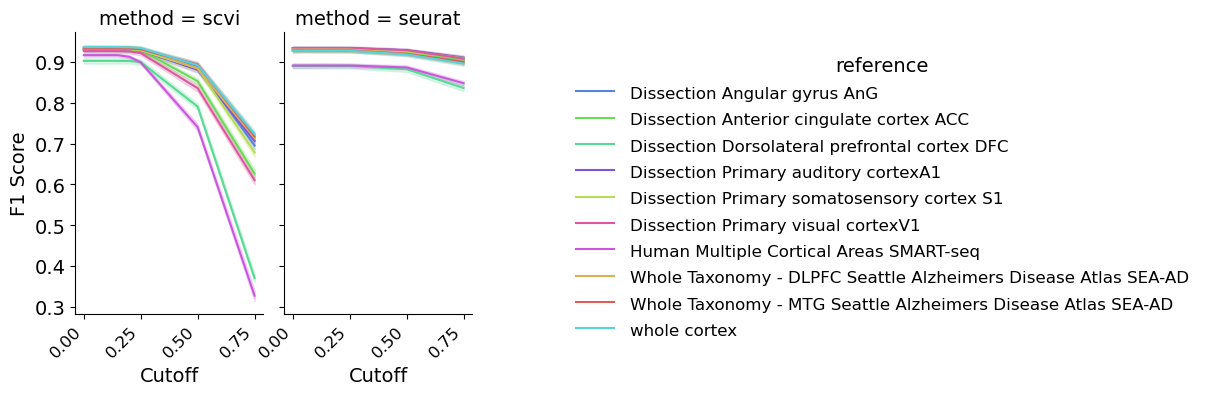 method = scvi
method = seurat
F1 Score
0.9
0.8
0.7
0.6
0.5
0.4
0.3
0.00
0.25
0.50
0.75
0.00
0.25
0.50
0.75
Cutoff
Cutoff
reference
Dissection Angular gyrus AnG
Dissection Anterior cingulate cortex ACC
Dissection Dorsolateral prefrontal cortex DFC
Dissection Primary auditory cortexA1
Dissection Primary somatosensory cortex S1
Dissection Primary visual cortexV1
Human Multiple Cortical Areas SMART-seq
Whole Taxonomy - DLPFC Seattle Alzheimers Disease Atlas SEA-AD
Whole Taxonomy - MTG Seattle Alzheimers Disease Atlas SEA-AD
whole cortex